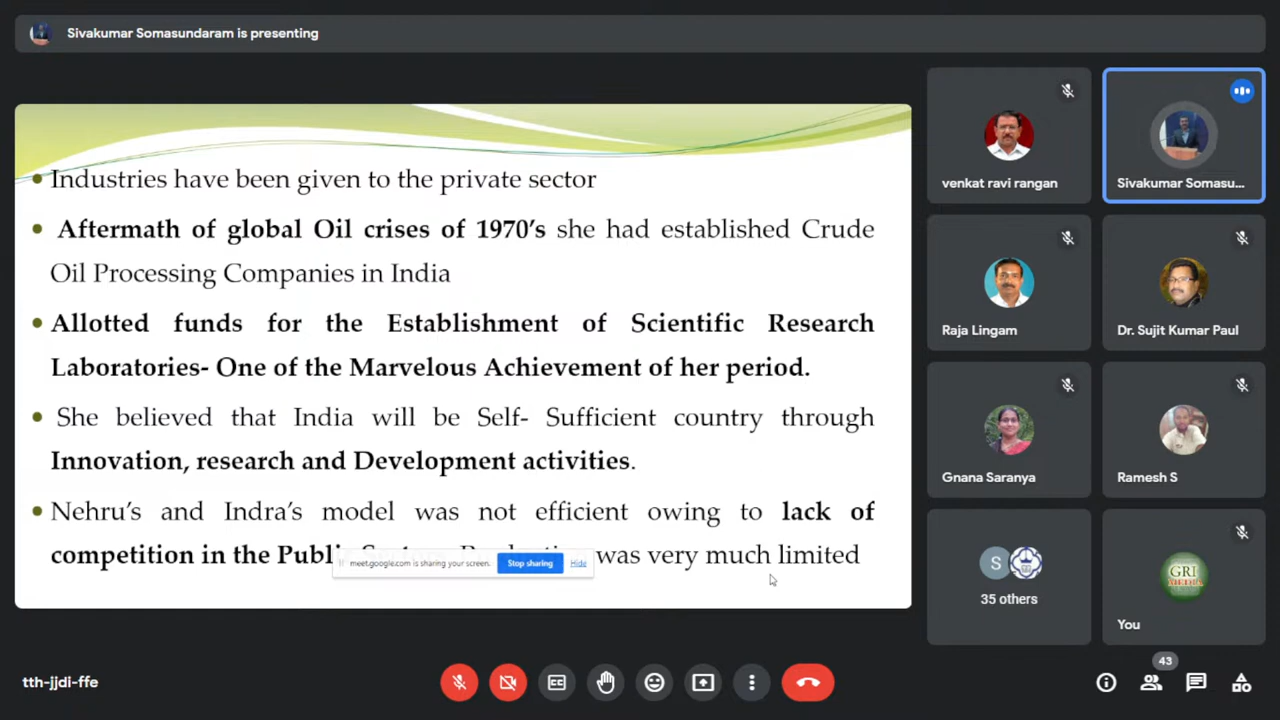 Sivakumar Somasundaram is presenting
• Industries have been given to the private sector
• Aftermath of global Oil crises of 1970's she had established Crude
Oil Processing Companies in India
• Allotted funds for the Establishment of Scientific Research
Laboratories- One of the Marvelous Achievement of her period.
• She believed that India will be Self- Sufficient country through
Innovation, research and Development activities.
• Nehru's and Indra's model was not efficient owing to lack of
competition in the Publi was very much limited
meet.google.com is sharing your screen. Stop sharing Hide
venkat ravi rangan
Sivakumar Somasu...
Raja Lingam
Dr. Sujit Kumar Paul
Gnana Saranya
Ramesh S
S
35 others
GRI
MEDIA
You
tth-jjdi-ffe
CC
43